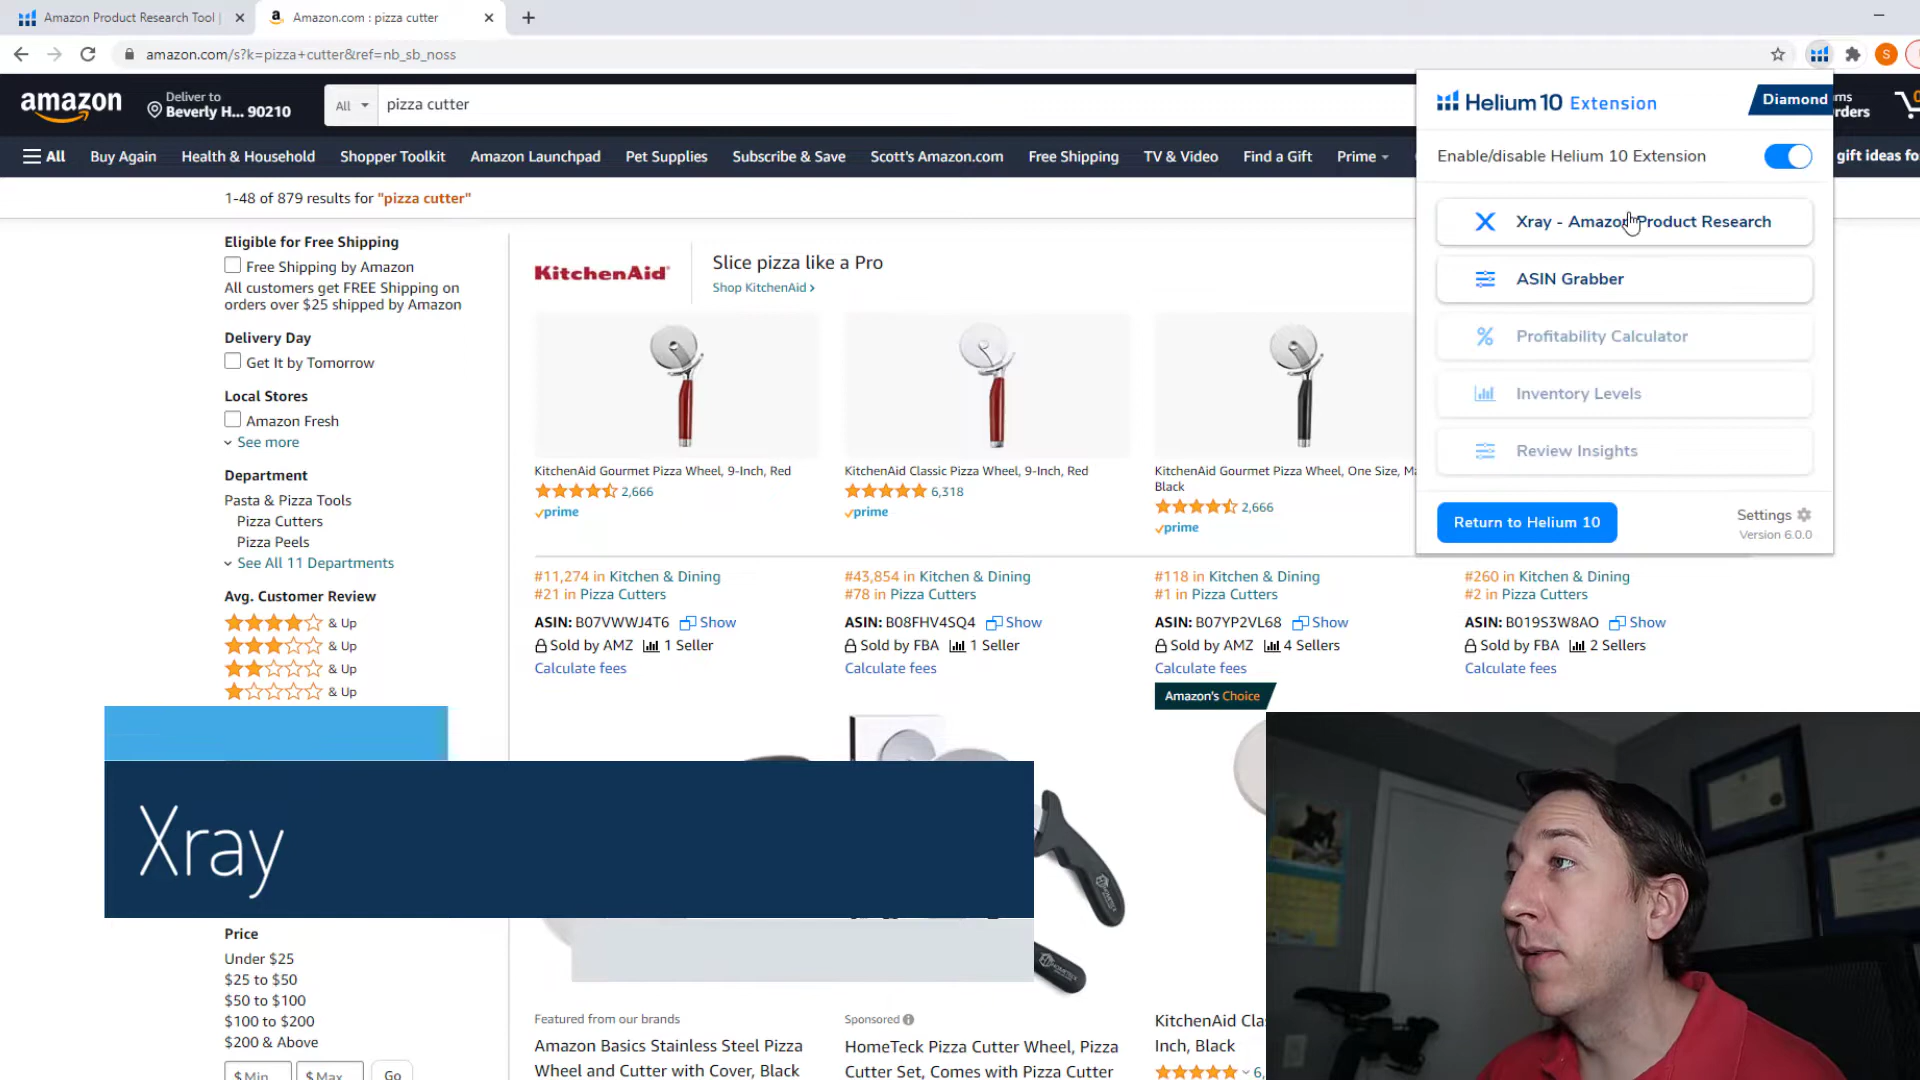 Amazon Product Research Tool |
Amazon.com : pizza cutter
amazon.com/s?k=pizza+cutter&ref=nb_sb_noss
S
amazon
Deliver to
Beverly H... 90210
All
pizza cutter
orders
All
Buy Again
Health & Household
Shopper Toolkit
Amazon Launchpad
Pet Supplies
Subscribe & Save
Scott's Amazon.com
Free Shipping
TV & Video
Find a Gift
Prime
gift ideas fo
Helium 10 Extension
Diamond
Enable/disable Helium 10 Extension
Xray - Amazon Product Research
ASIN Grabber
Profitability Calculator
Inventory Levels
Review Insights
Return to Helium 10
Settings
Version 6.0.0
1-48 of 879 results for "pizza cutter"
Eligible for Free Shipping
Free Shipping by Amazon
All customers get FREE Shipping on
orders over $25 shipped by Amazon
Delivery Day
Get It by Tomorrow
Local Stores
Amazon Fresh
See more
Department
Pasta & Pizza Tools
Pizza Cutters
Pizza Peels
See All 11 Departments
Avg. Customer Review
& Up
& Up
& Up
& Up
Price
Under $25
$25 to $50
$50 to $100
$100 to $200
$200 & Above
$ Min
$ Max
Go
KitchenAid
Slice pizza like a Pro
Shop KitchenAid ›
KitchenAid Gourmet Pizza Wheel, 9-Inch, Red
2,666
prime
#11,274 in Kitchen & Dining
#21 in Pizza Cutters
ASIN: B07VWWJ4T6 Show
Sold by AMZ 1 Seller
Calculate fees
KitchenAid Classic Pizza Wheel, 9-Inch, Red
6,318
prime
#43,854 in Kitchen & Dining
#78 in Pizza Cutters
ASIN: B08FHV4SQ4 Show
Sold by FBA 1 Seller
Calculate fees
KitchenAid Gourmet Pizza Wheel, One Size, Ma
Black
2,666
prime
#118 in Kitchen & Dining
#1 in Pizza Cutters
ASIN: B07YP2VL68 Show
Sold by AMZ 4 Sellers
Calculate fees
#260 in Kitchen & Dining
#2 in Pizza Cutters
ASIN: B019S3W8AO Show
Sold by FBA 2 Sellers
Calculate fees
Amazon's Choice
Xray
Featured from our brands
Amazon Basics Stainless Steel Pizza
Wheel and Cutter with Cover, Black
Sponsored
HomeTeck Pizza Cutter Wheel, Pizza
Cutter Set, Comes with Pizza Cutter
KitchenAid Cla
Inch, Black
6,